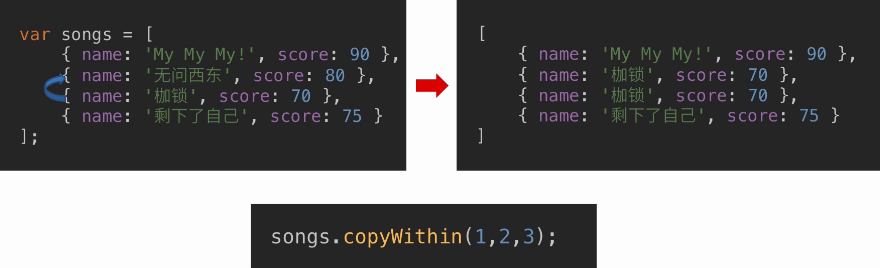 var songs = [
{ name: 'My My My!', score: 90 },
{ name: '无问西东', score: 80 },
{ name: '枷锁', score: 70 },
{ name: '剩下了自己', score: 75 }
];
[
{ name: 'My My My!', score: 90 },
{ name: '枷锁', score: 70 },
{ name: '枷锁', score: 70 },
{ name: '剩下了自己', score: 75 }
]
songs.copyWithin(1,2,3);